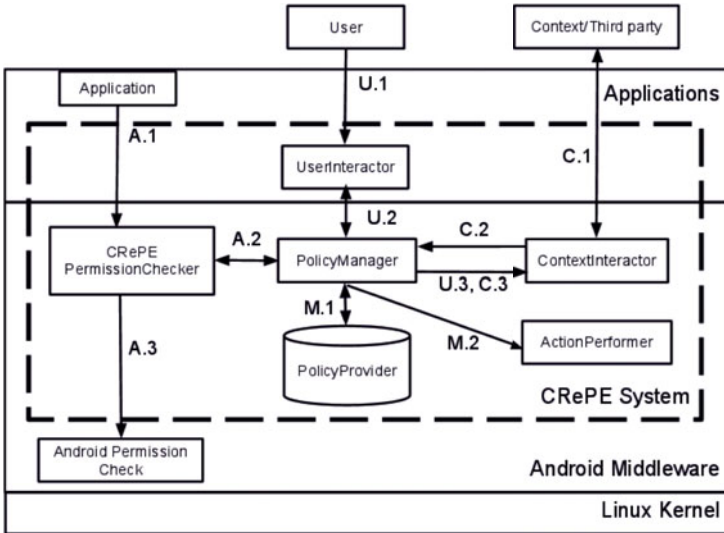 User
Context/Third party
Application
U.1
Applications
A.1
C.1
UserInteractor
U.2
CRePE
PermissionChecker
A.2
PolicyManager
C.2
ContextInteractor
U.3, C.3
M.1
A.3
M.2
ActionPerformer
PolicyProvider
CRePE System
Android Permission
Check
Android Middleware
Linux Kernel